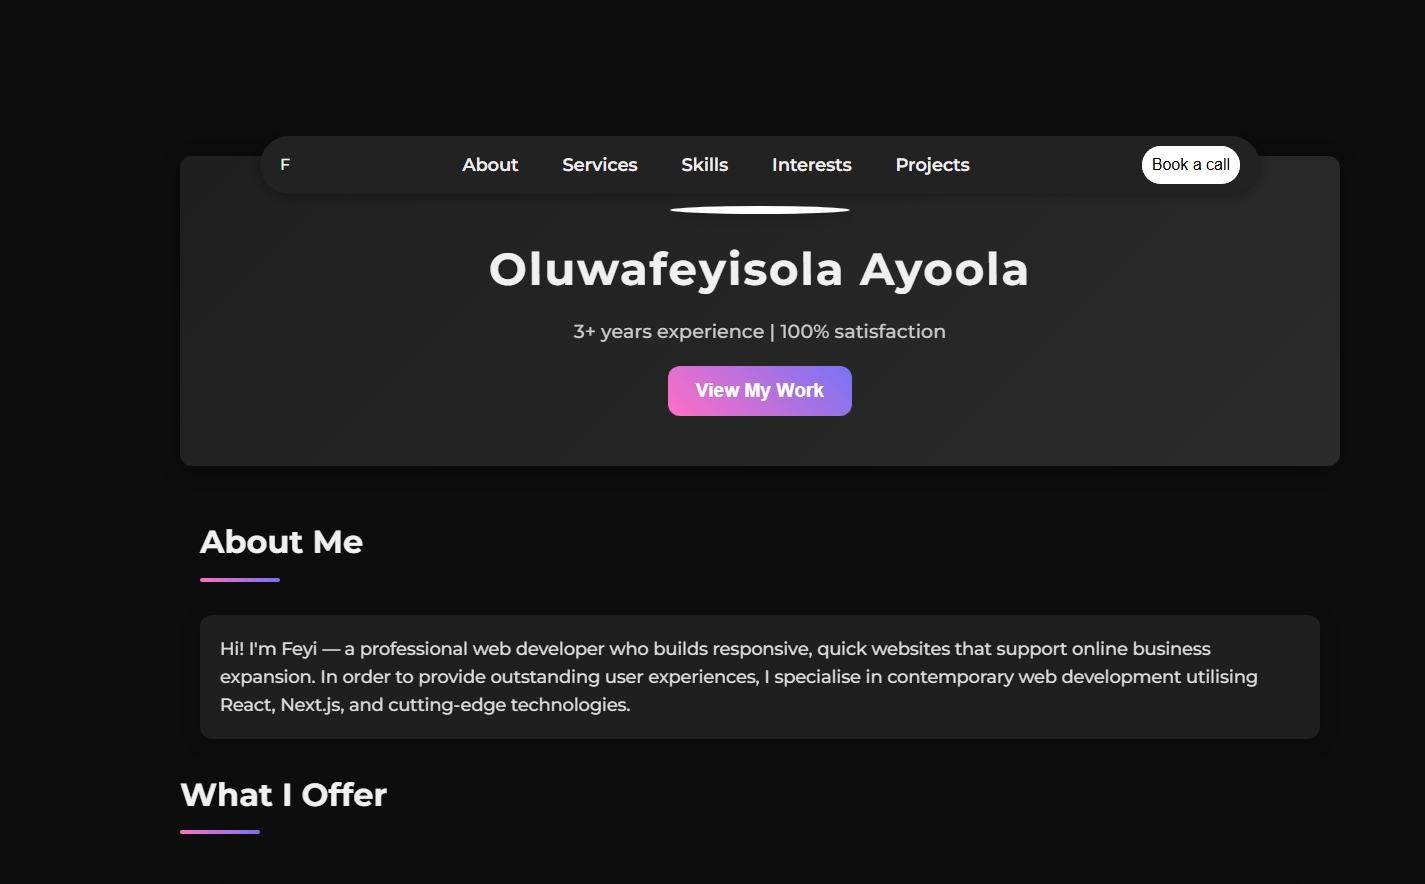 F About Services Skills Interests Projects Book a call
Oluwafeyisola Ayoola
3+ years experience | 100% satisfaction
View My Work
About Me
Hi! I'm Feyi — a professional web developer who builds responsive, quick websites that support online business
expansion. In order to provide outstanding user experiences, I specialise in contemporary web development utilising
React, Next.js, and cutting-edge technologies.
What I Offer